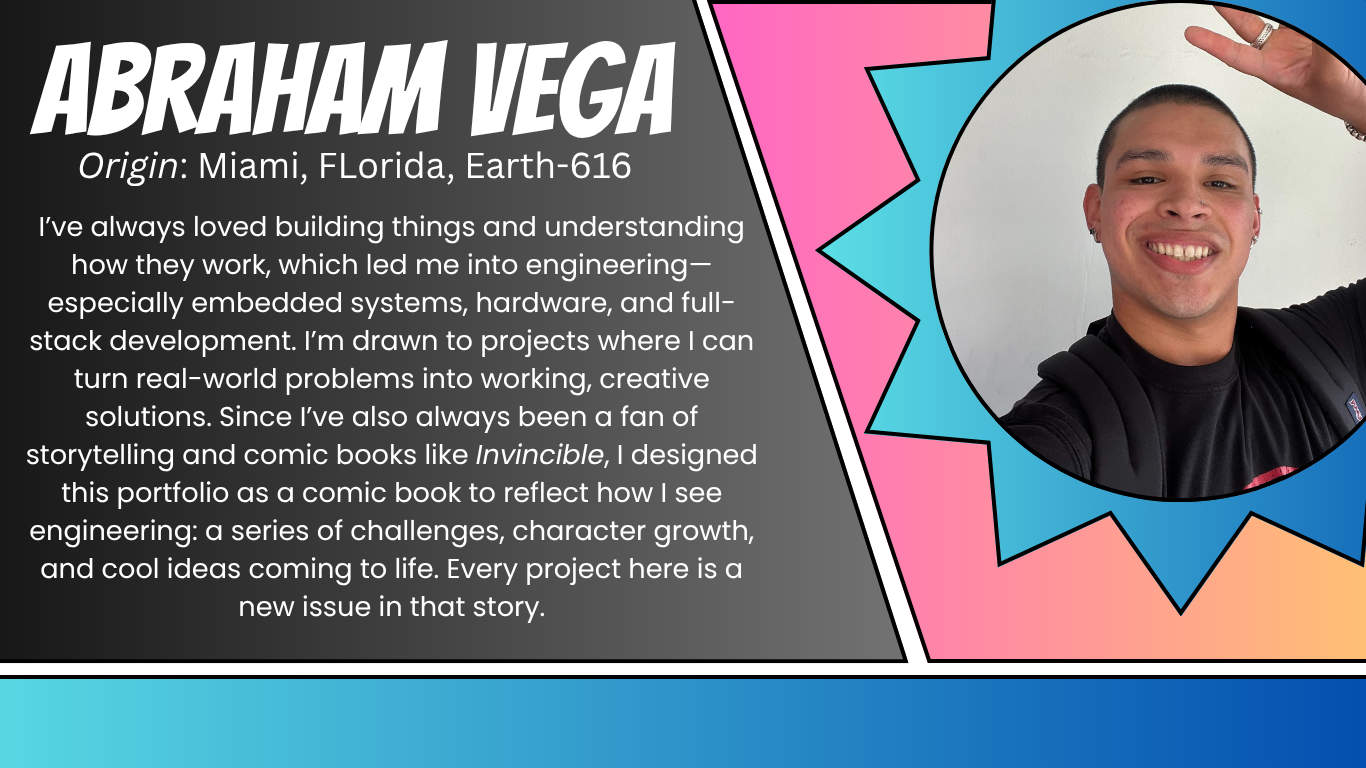 ABRAHAM VEGA
Origin: Miami, FLorida, Earth-616
I’ve always loved building things and understanding
how they work, which led me into engineering—
especially embedded systems, hardware, and full-
stack development. I’m drawn to projects where I can
turn real-world problems into working, creative
solutions. Since I’ve also always been a fan of
storytelling and comic books like Invincible, I designed
this portfolio as a comic book to reflect how I see
engineering: a series of challenges, character growth,
and cool ideas coming to life. Every project here is a
new issue in that story.